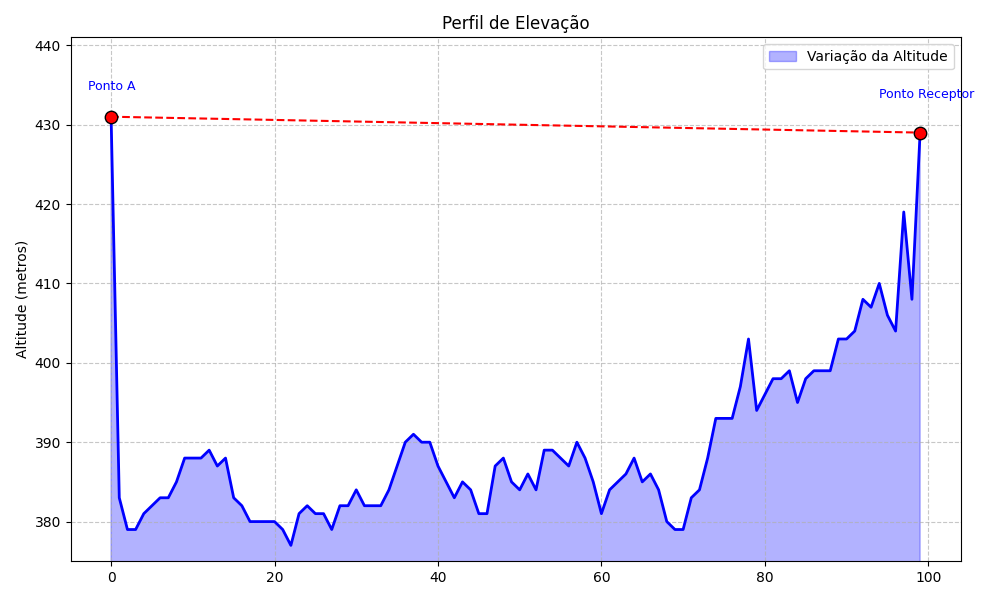 Perfil de Elevação
Variação da Altitude
Ponto A
Ponto Receptor
Altitude (metros)
440
430
420
410
400
390
380
0
20
40
60
80
100